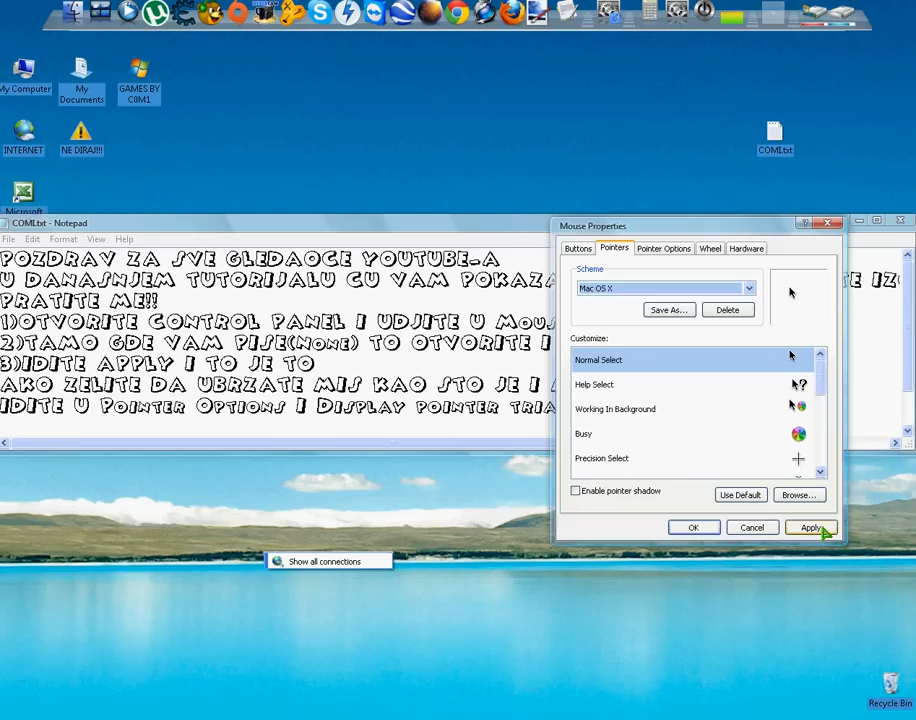 My Computer
My
Documents
GAMES BY
C0M1
INTERNET
NE DIRAJ!!!
COMI.txt
Microsoft
COMI.txt - Notepad
File Edit Format View Help
POZDRAV ZA SVE GLEDAOCE YOUTUBE-A
U DANASNJEM TUTORIJALU CU VAM POKAZA
IZG
PRATITE ME!!
1)OTVORITE CONTROL PANEL I UDJITE U Mous
2)TAMO GDE VAM PISE(None) TO OTVORITE I
3)IDITE APPLY I TO JE TO
AKO ZELITE DA UBRZATE MIS KAO STO JE I
IDITE U Pointer Options I Display pointer tria
Mouse Properties
Buttons Pointers Pointer Options Wheel Hardware
Scheme
Mac OS X
Save As... Delete
Customize:
Normal Select
Help Select
Working In Background
Busy
Precision Select
Enable pointer shadow
Use Default Browse...
OK Cancel Apply
Show all connections
Recycle Bin